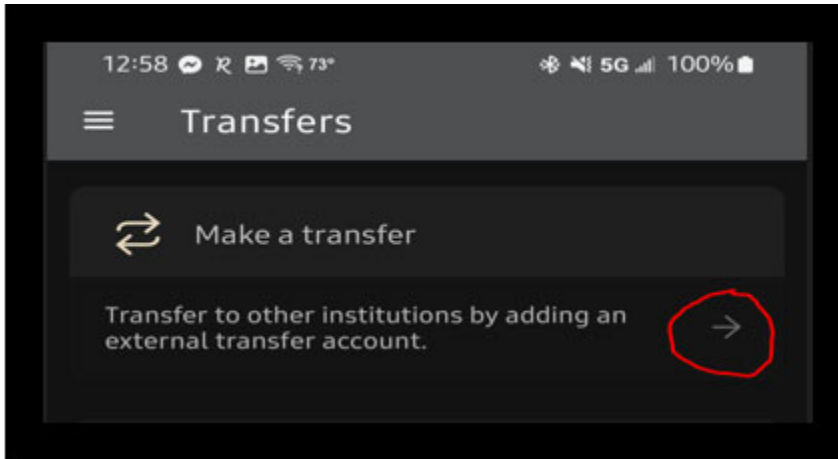 12:58 73° 5G 100%
Transfers
Make a transfer
Transfer to other institutions by adding an
external transfer account.